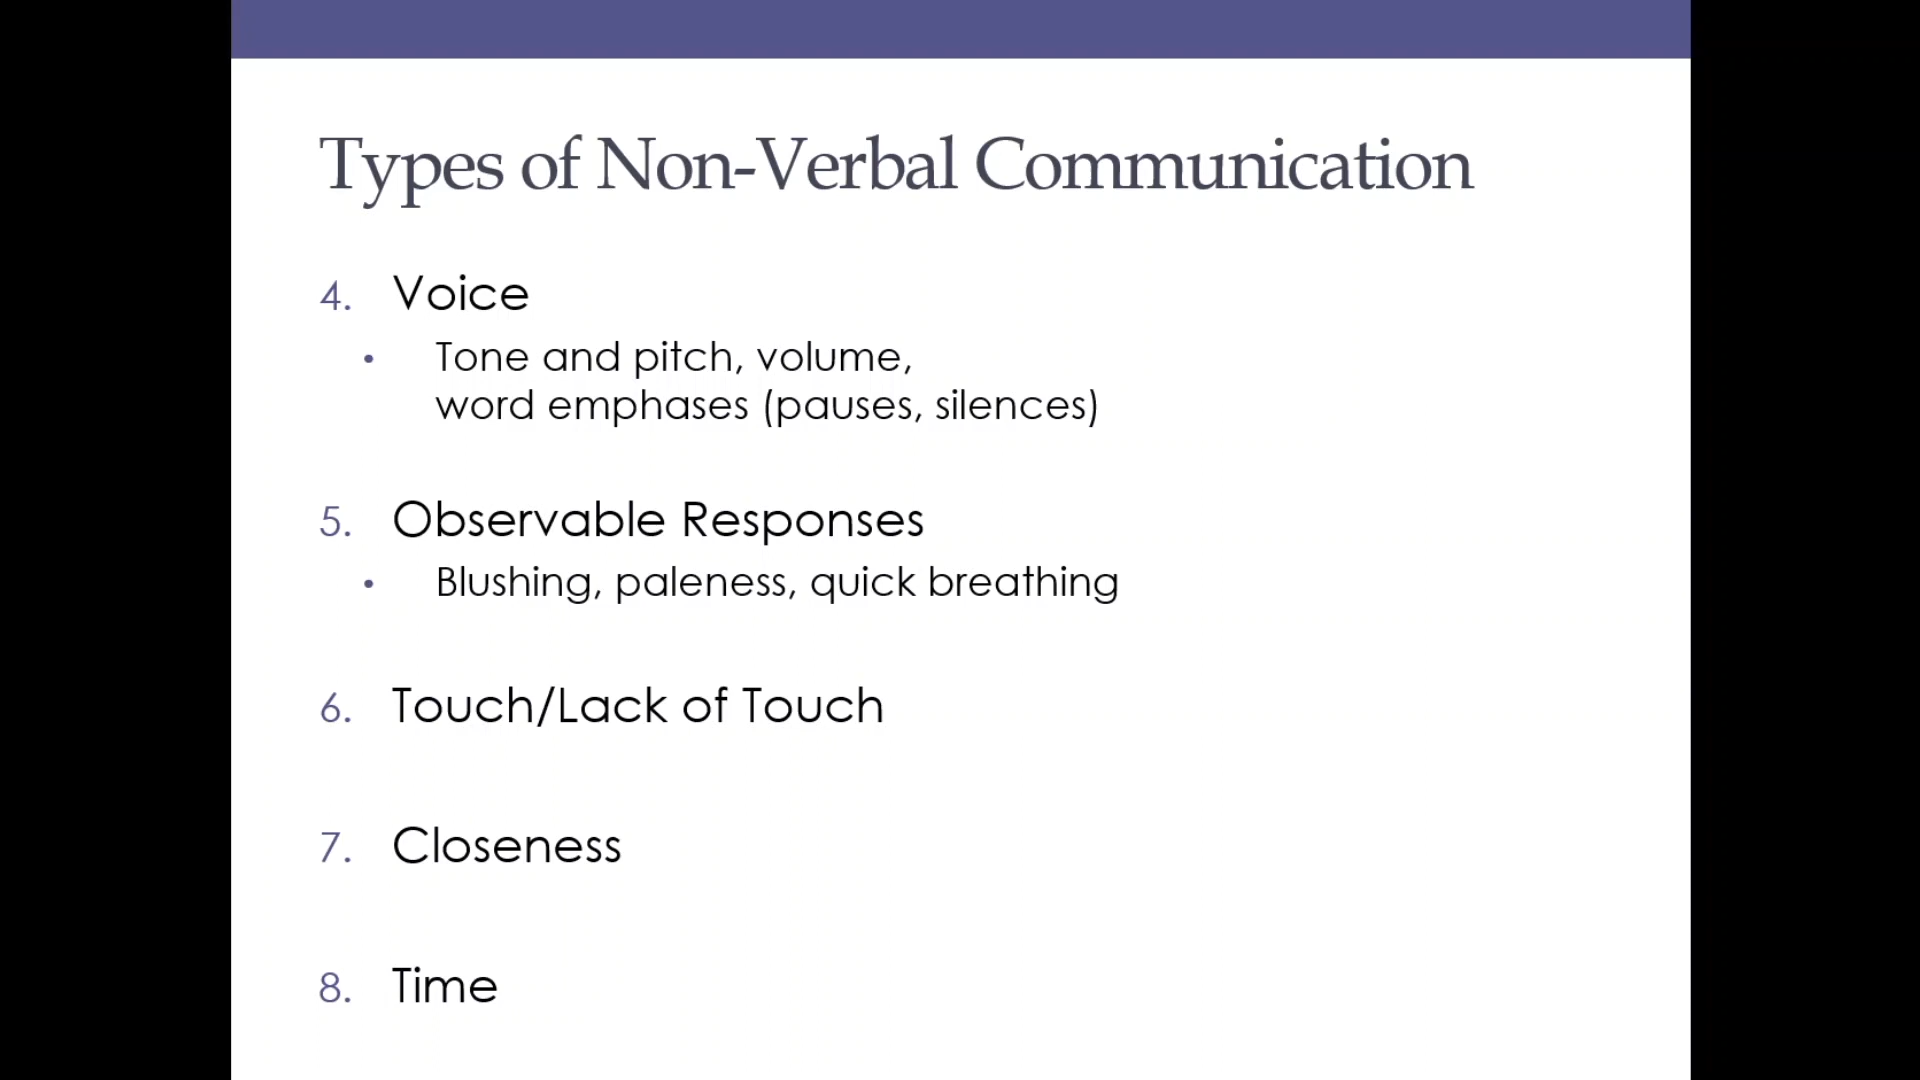 Types of Non-Verbal Communication
4. Voice
• Tone and pitch, volume,
word emphases (pauses, silences)
5. Observable Responses
• Blushing, paleness, quick breathing
6. Touch/Lack of Touch
7. Closeness
8. Time